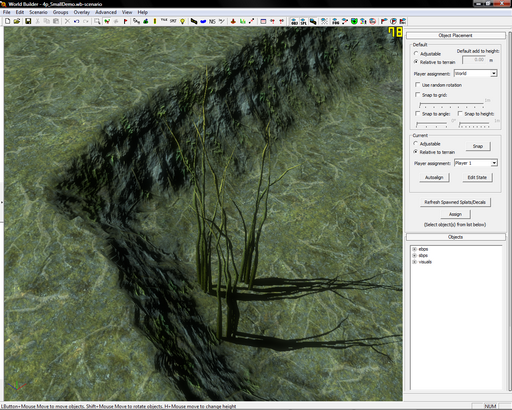 World Builder - 4p_SmallDemo.wb-scenario
File Edit Scenario Groups Overlay Advanced View Help
78
Object Placement
Default
Adjustable
Default add to height:
Relative to terrain
0.00 m
Player assignment: World
Use random rotation
Snap to grid:
Snap to angle: Snap to height:
Current
Adjustable
Relative to terrain
Snap
Player assignment: Player 1
Autoalign Edit State
Refresh Spawned Splats/Decals
Assign
(Select object(s) from list below)
Objects
ebps
sbps
visuals
LButton+Mouse Move to move objects. Shift+Mouse Move to rotate objects. H+Mouse move to change height
NUM